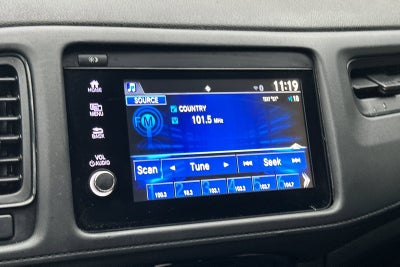 11:19
HOME
SOURCE
MENU
COUNTRY
FM
101.5 MHz
BACK
VOL
AUDIO
Scan
Tune
Seek